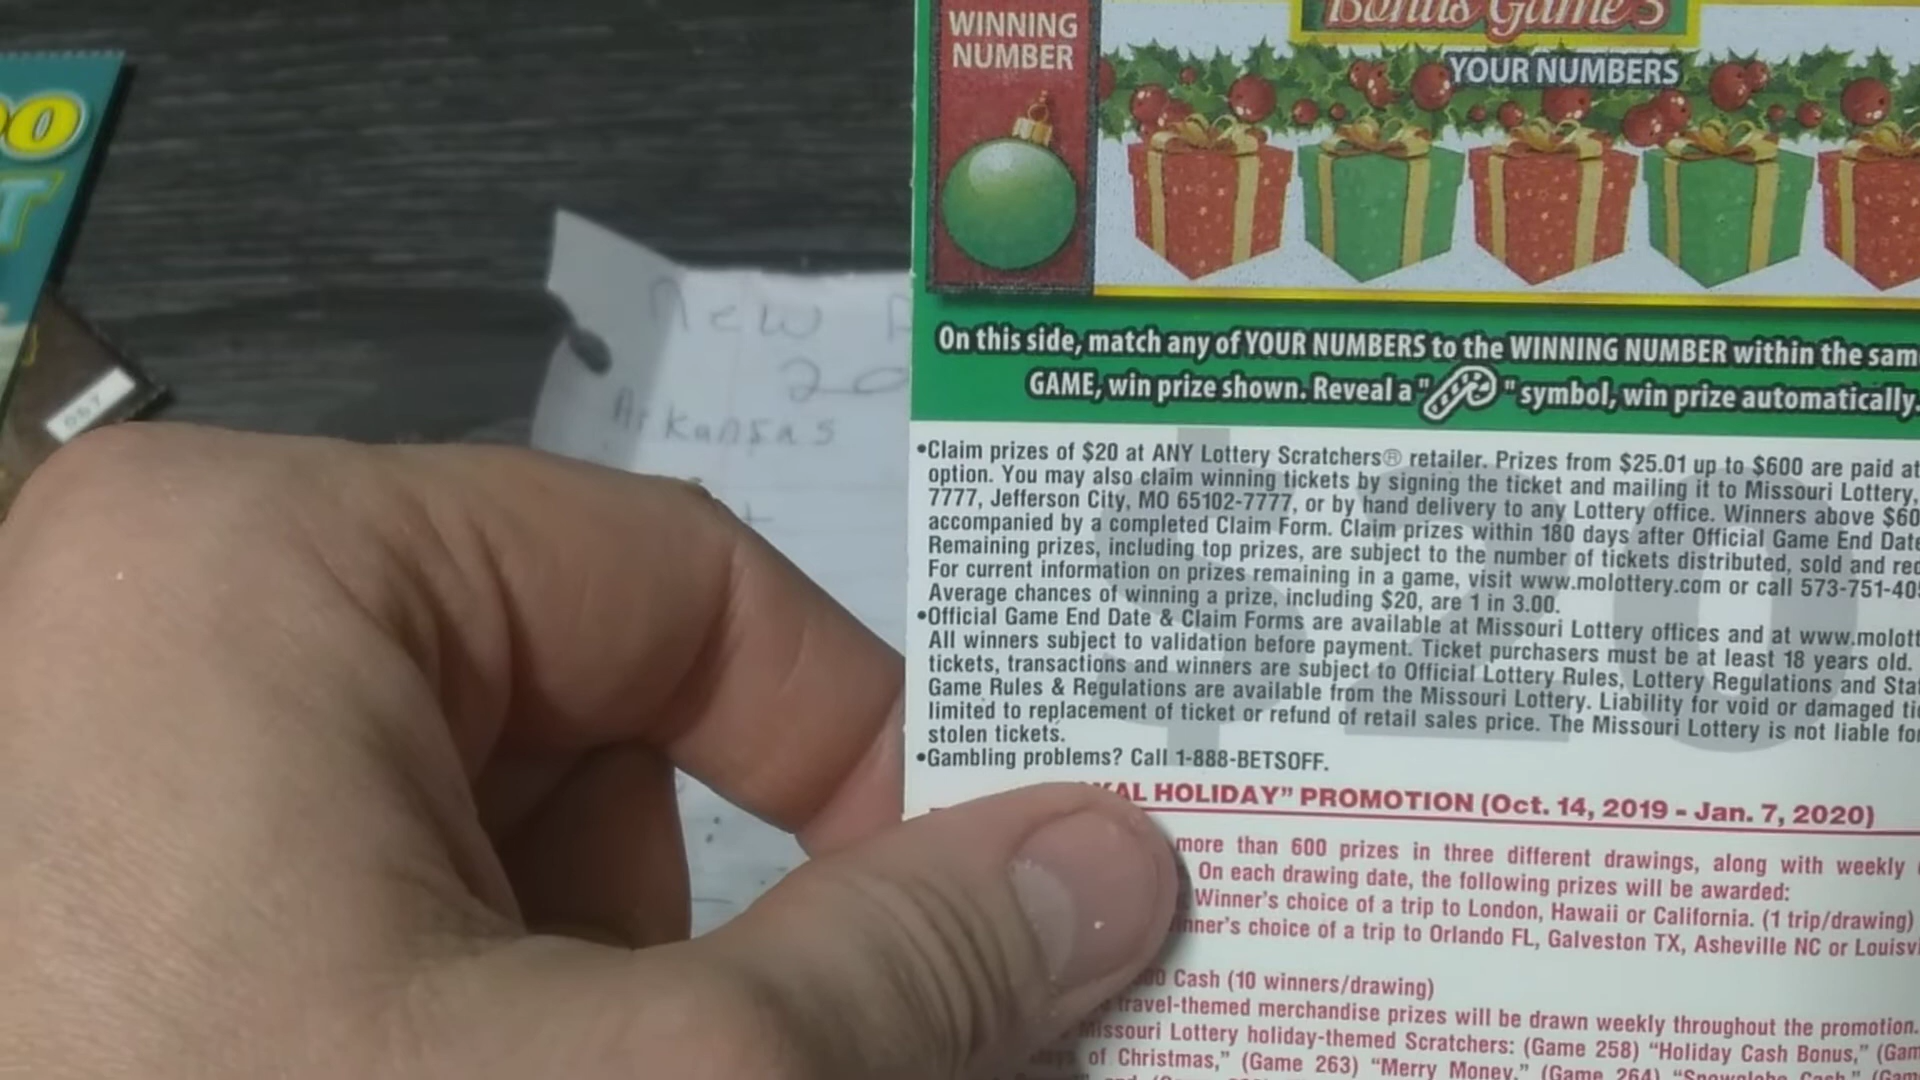 WINNING
NUMBER
Bonus Game 5
YOUR NUMBERS
On this side, match any of YOUR NUMBERS to the WINNING NUMBER within the sam
GAME, win prize shown. Reveal a " " symbol, win prize automatically.
•Claim prizes of $20 at ANY Lottery Scratchers® retailer. Prizes from $25.01 up to $600 are paid at
option. You may also claim winning tickets by signing the ticket and mailing it to Missouri Lottery,
7777, Jefferson City, MO 65102-7777, or by hand delivery to any Lottery office. Winners above $60
accompanied by a completed Claim Form. Claim prizes within 180 days after Official Game End Date
Remaining prizes, including top prizes, are subject to the number of tickets distributed, sold and red
For current information on prizes remaining in a game, visit www.molottery.com or call 573-751-405
Average chances of winning a prize, including $20, are 1 in 3.00.
•Official Game End Date & Claim Forms are available at Missouri Lottery offices and at www.molott
All winners subject to validation before payment. Ticket purchasers must be at least 18 years old.
tickets, transactions and winners are subject to Official Lottery Rules, Lottery Regulations and Sta
Game Rules & Regulations are available from the Missouri Lottery. Liability for void or damaged tic
limited to replacement of ticket or refund of retail sales price. The Missouri Lottery is not liable for
stolen tickets.
•Gambling problems? Call 1-888-BETSOFF.
$20
HOLIDAY” PROMOTION (Oct. 14, 2019 - Jan. 7, 2020)
more than 600 prizes in three different drawings, along with weekly
On each drawing date, the following prizes will be awarded:
Winner's choice of a trip to London, Hawaii or California. (1 trip/drawing)
inner's choice of a trip to Orlando FL, Galveston TX, Asheville NC or Louisv
Cash (10 winners/drawing)
travel-themed merchandise prizes will be drawn weekly throughout the promotion.
Missouri Lottery holiday-themed Scratchers: (Game 258) “Holiday Cash Bonus,” (Gam
of Christmas,” (Game 263) “Merry Money,” (Game 264) “Snowglobe Cash,” (Gam
New
20
Arkansas
00
T